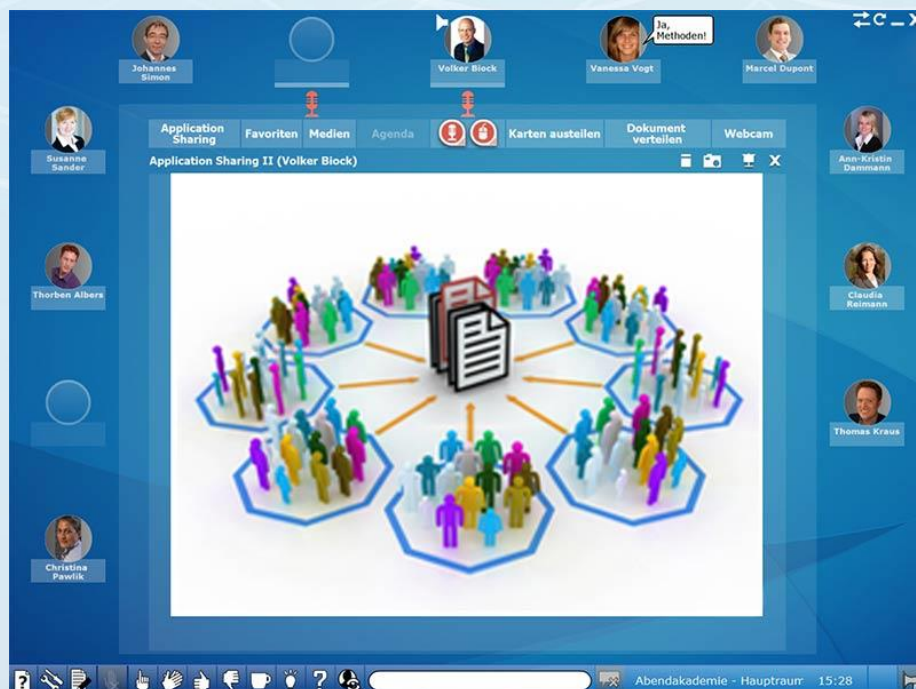 Johannes
Simon
Volker Biock
Vanessa Vogt
Ja,
Methoden!
Marcel Dupont
Susanne
Sander
Ann-Kristin
Dammann
Application
Sharing
Favoriten
Medien
Agenda
Karten austeilen
Dokument
verteilen
Webcam
Application Sharing II (Volker Biock)
Thorben Albers
Claudia
Reimann
Thomas Kraus
Christina
Pawlik
Abendakademie - Hauptraum
15:28